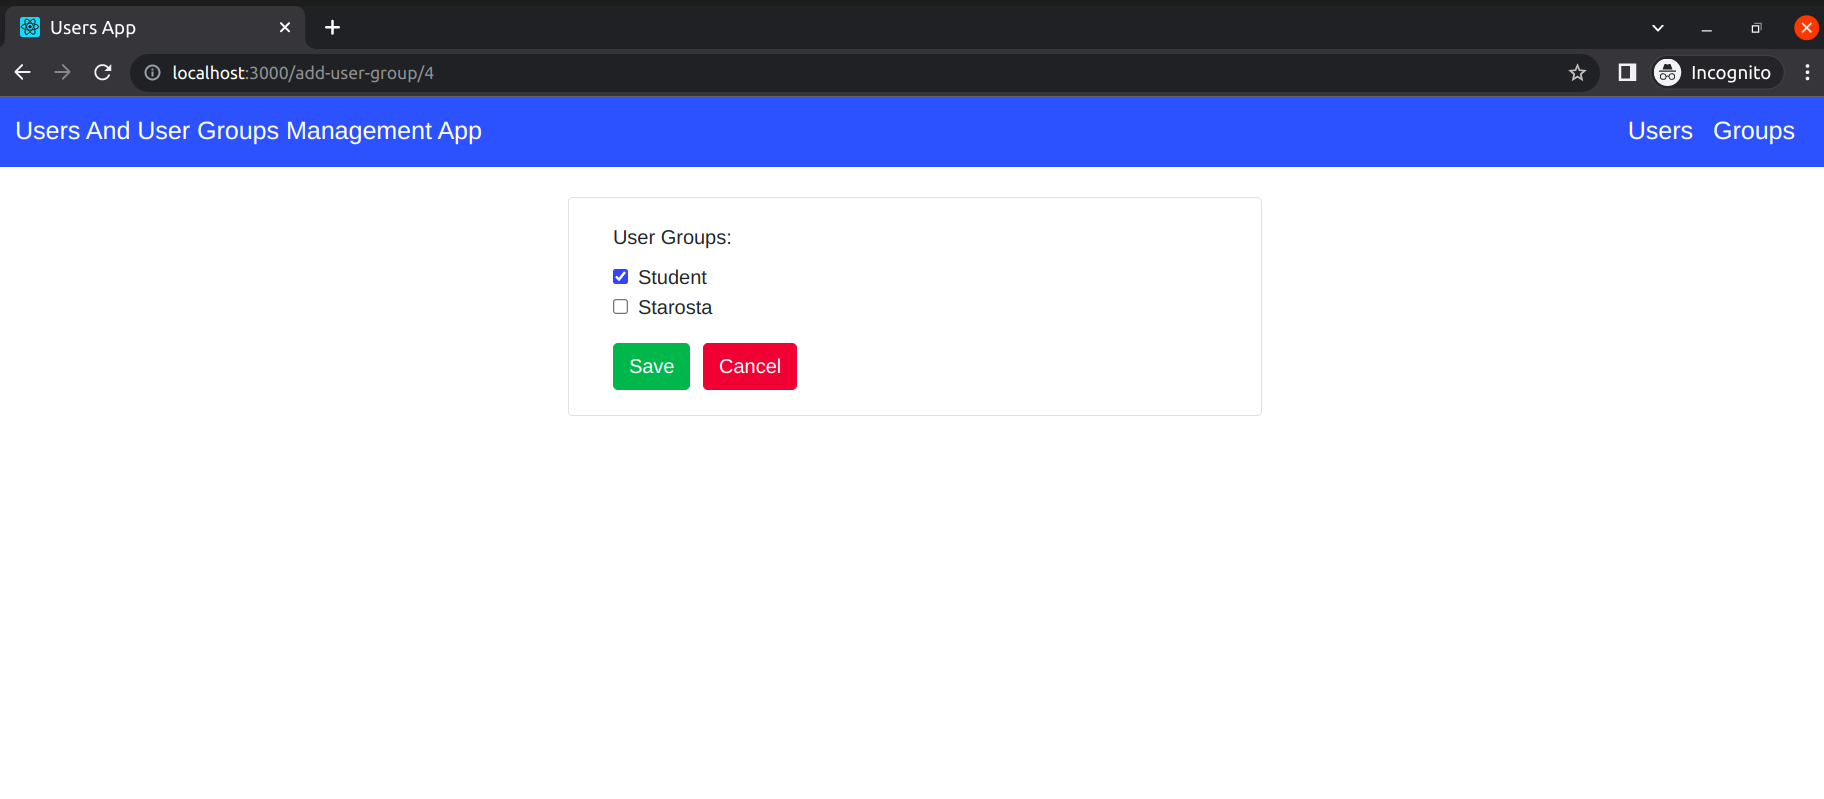 Users App
localhost:3000/add-user-group/4
Incognito
Users And User Groups Management App
Users Groups
User Groups:
Student
Starosta
Save Cancel